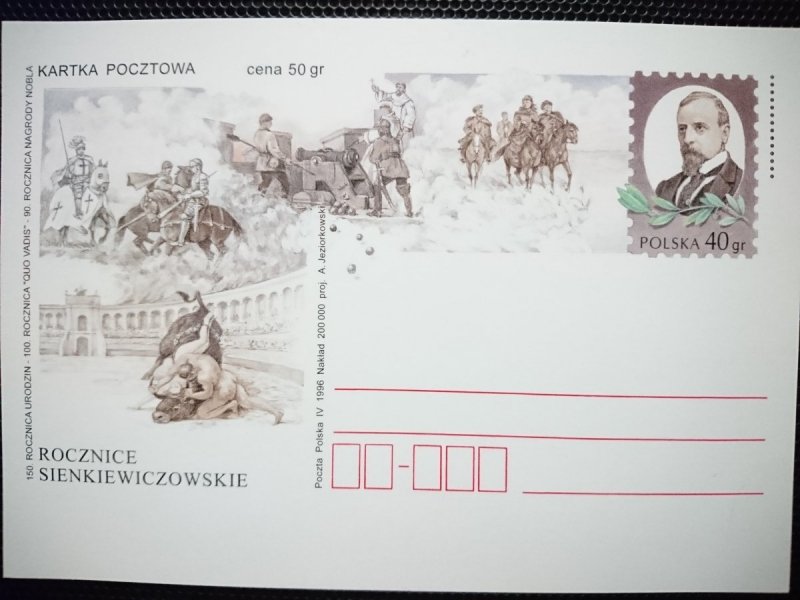 KARTKA POCZTOWA cena 50 gr
POLSKA 40 gr
150. ROCZNICA URODZIN - 100. ROCZNICA "QUO VADIS" - 90. ROCZNICA NAGRODY NOBLA
ROCZNICE
SIENKIEWICZOWSKIE
Poczta Polska IV 1996 Nakład 200 000 proj. A. Jeziorkowski